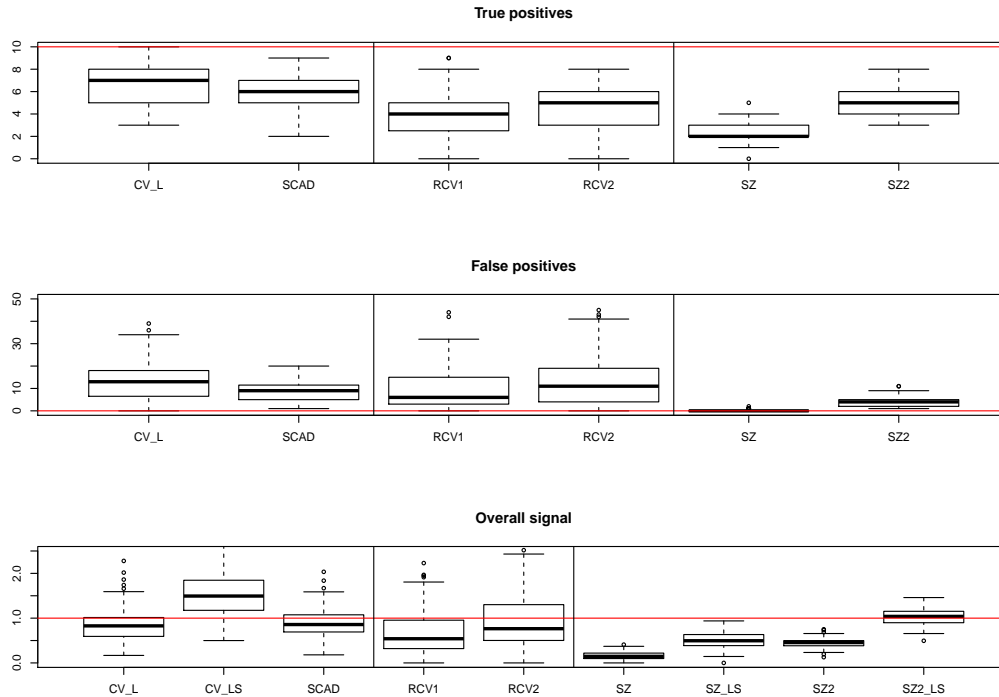 True positives
10
8
6
4
2
0
CV_L SCAD RCV1 RCV2 SZ SZ2
False positives
50
30
10
0
CV_L SCAD RCV1 RCV2 SZ SZ2
Overall signal
2.0
1.0
0.0
CV_L CV_LS SCAD RCV1 RCV2 SZ SZ_LS SZ2 SZ2_LS